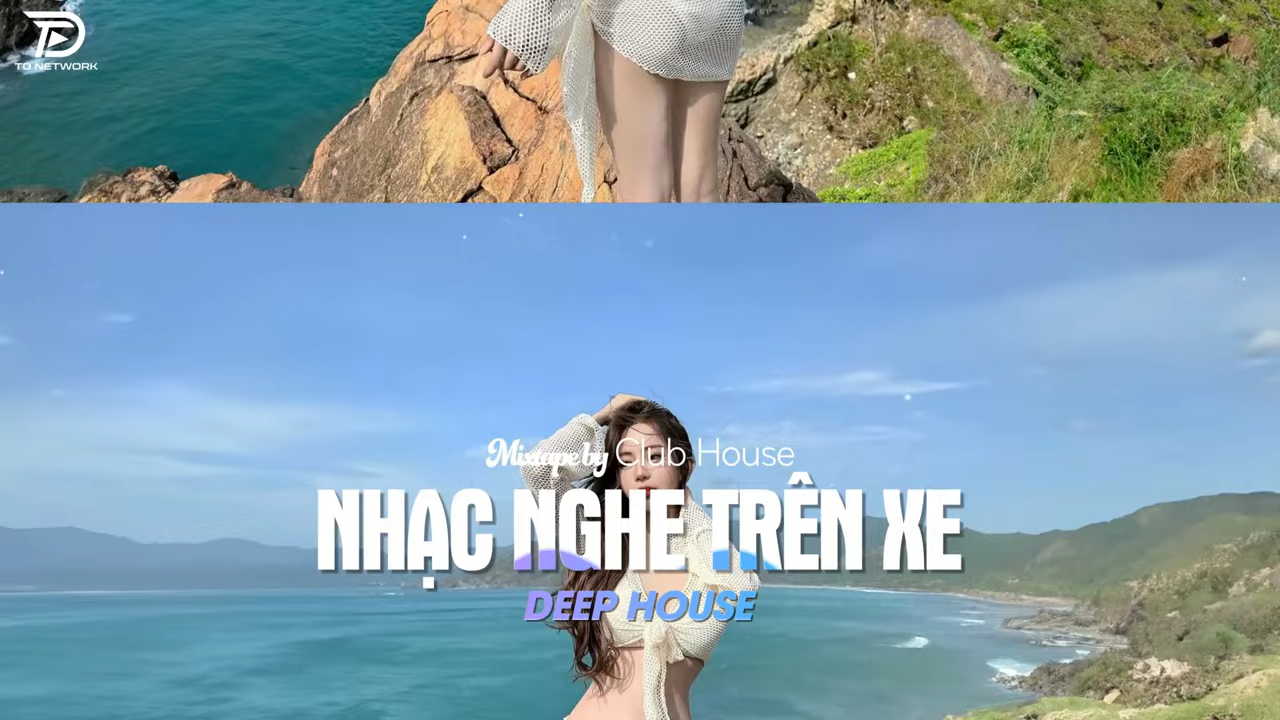 TD NETWORK
Mixtape by Club House
NHẠC NGHE TRÊN XE
DEEP HOUSE